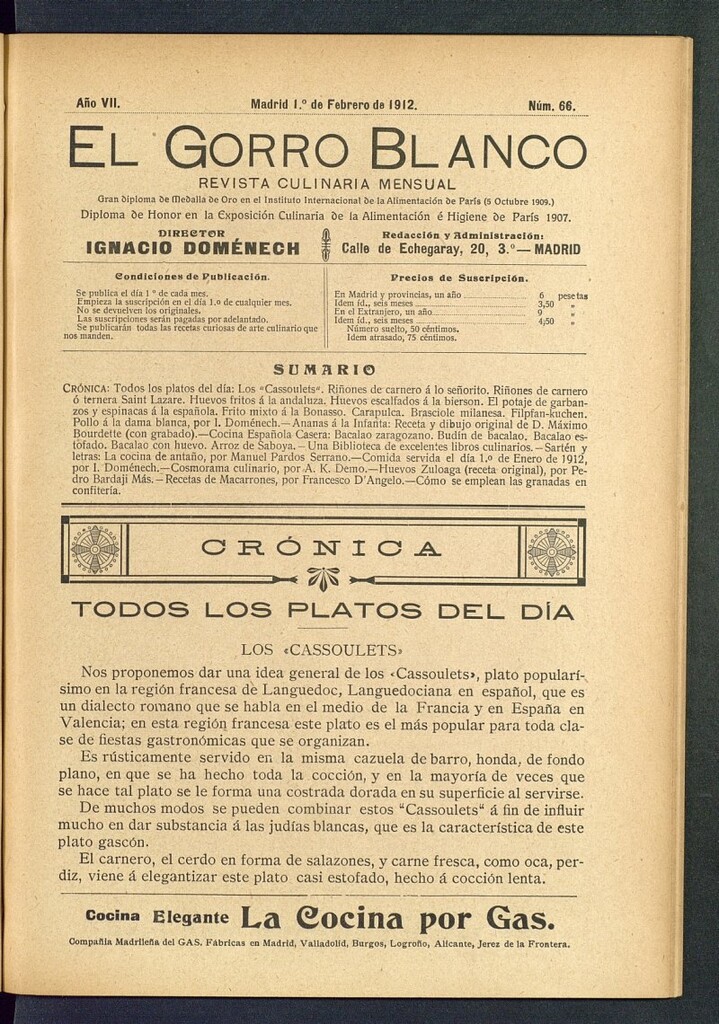 Año VII.
Madrid 1.º de Febrero de 1912.
Núm. 66.
EL GORRO BLANCO
REVISTA CULINARIA MENSUAL
Gran diploma de Medalla de Oro en el Instituto Internacional de la Alimentación de París (5 Octubre 1909.)
Diploma de Honor en la Exposición Culinaria de la Alimentación é Higiene de París 1907.
DIRECTOR
IGNACIO DOMÉNECH
Redacción y Administración:
Calle de Echegaray, 20, 3.º—MADRID
Condiciones de Publicación.
Se publica el día 1.º de cada mes.
Empieza la suscripción en el día 1.º de cualquier mes.
No se devuelven los originales.
Las suscripciones serán pagadas por adelantado.
Se publicarán todas las recetas curiosas de arte culinario que
nos manden.
Precios de Suscripción.
En Madrid y provincias, un año ........ 6 pesetas
Idem íd., seis meses ........ 3,50 »
En el Extranjero, un año ........ 9 »
Idem íd., seis meses ........ 4,50 »
Número suelto, 50 céntimos.
Idem atrasado, 75 céntimos.
SUMARIO
CRÓNICA: Todos los platos del día: Los "Cassoulets". Riñones de carnero á lo señorito. Riñones de carnero
ó ternera Saint Lazare. Huevos fritos á la andaluza. Huevos escalfados á la bierson. El potaje de garban-
zos y espinacas á la española. Frito mixto á la Bonasso. Carapulca. Brasciole milanesa. Filpfan-kuchen.
Pollo á la dama blanca, por I. Doménech.—Ananas á la Infanta: Receta y dibujo original de D. Máximo
Bourdette (con grabado).—Cocina Española Casera: Bacalao zaragozano. Budín de bacalao. Bacalao es-
tofado. Bacalao con huevo. Arroz de Saboya.—Una Biblioteca de excelentes libros culinarios.—Sartén y
letras: La cocina de antaño, por Manuel Pardos Serrano.—Comida servida el día 1.º de Enero de 1912,
por I. Doménech.—Cosmorama culinario, por A. K. Demo.—Huevos Zuloaga (receta original), por Pe-
dro Bardají Más.—Recetas de Macarrones, por Francesco D'Angelo.—Cómo se emplean las granadas en
confitería.
CRÓNICA
TODOS LOS PLATOS DEL DÍA
LOS «CASSOULETS»
Nos proponemos dar una idea general de los «Cassoulets», plato popularí-
simo en la región francesa de Languedoc, Languedociana en español, que es
un dialecto romano que se habla en el medio de la Francia y en España en
Valencia; en esta región francesa este plato es el más popular para toda cla-
se de fiestas gastronómicas que se organizan.
Es rústicamente servido en la misma cazuela de barro, honda, de fondo
plano, en que se ha hecho toda la cocción, y en la mayoría de veces que
se hace tal plato se le forma una costrada dorada en su superficie al servirse.
De muchos modos se pueden combinar estos "Cassoulets" á fin de influir
mucho en dar substancia á las judías blancas, que es la característica de este
plato gascón.
El carnero, el cerdo en forma de salazones, y carne fresca, como oca, per-
diz, viene á elegantizar este plato casi estofado, hecho á cocción lenta.
Cocina Elegante La Cocina por Gas.
Compañía Madrileña del GAS. Fábricas en Madrid, Valladolid, Burgos, Logroño, Alicante, Jerez de la Frontera.